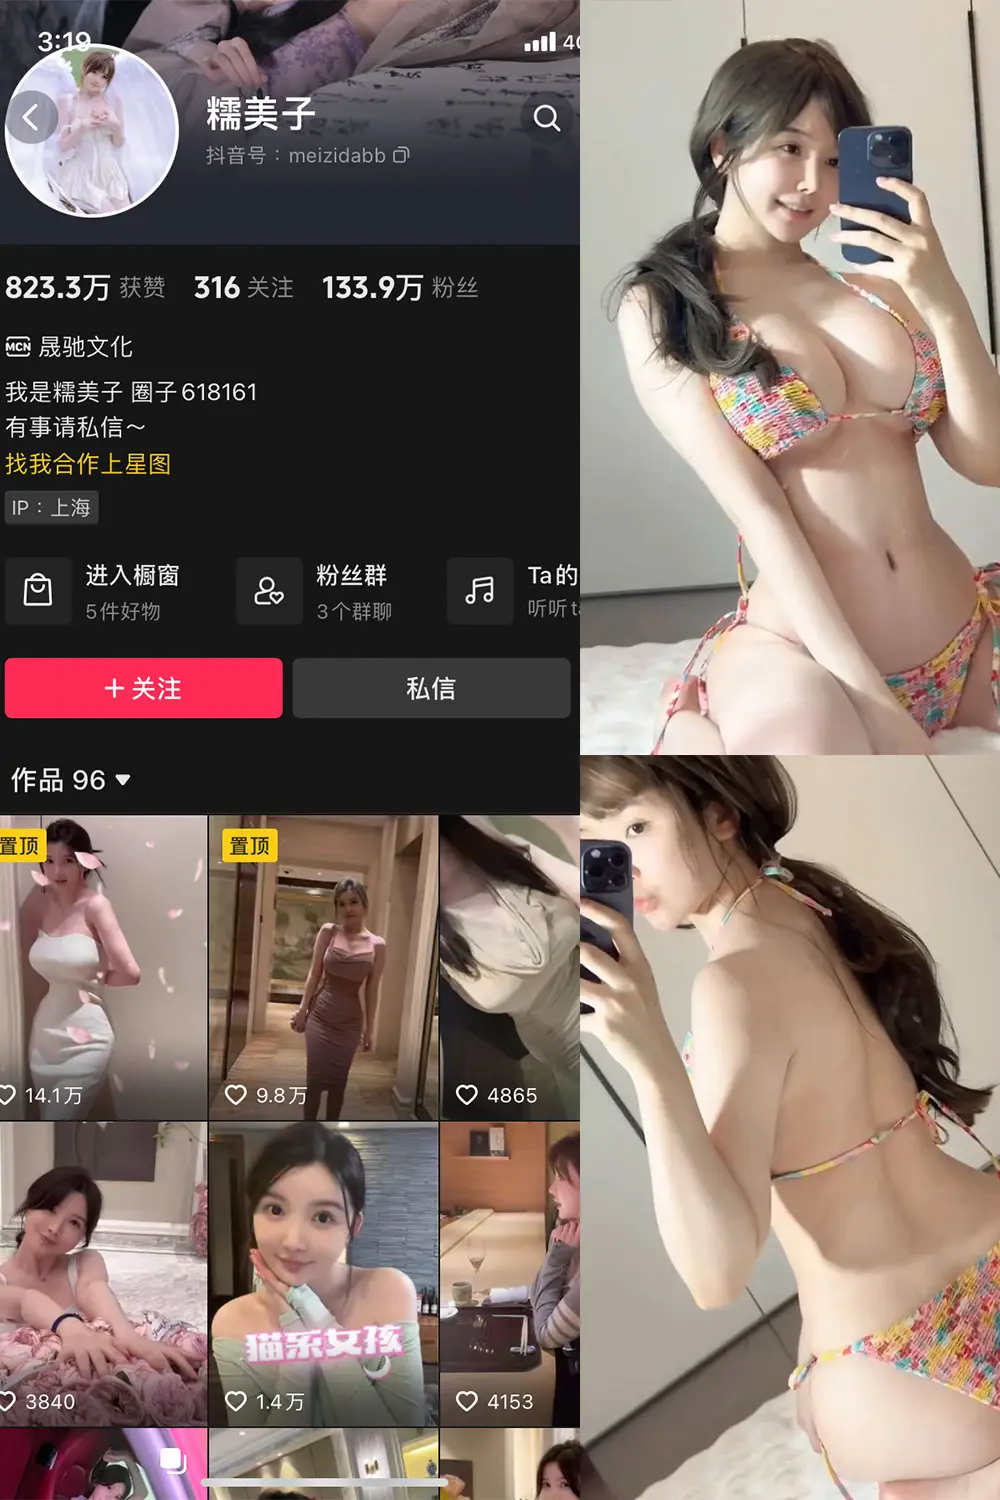 3:19
4G
糯美子
抖音号：meizidabb
823.3万 获赞 316 关注 133.9万 粉丝
MCN 晟驰文化
我是糯美子 圈子618161
有事请私信～
找我合作上星图
IP：上海
进入橱窗
5件好物
粉丝群
3个群聊
Ta的
听听
+ 关注
私信
作品 96
置顶
置顶
14.1万
9.8万
4865
猫系女孩
3840
1.4万
4153